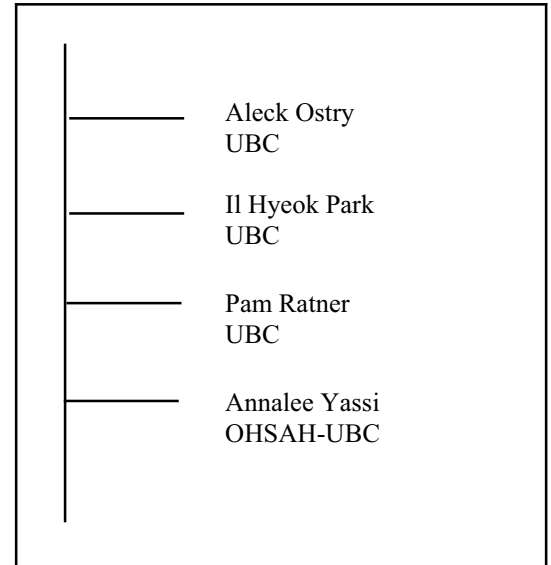 Aleck Ostry
UBC
Il Hyeok Park
UBC
Pam Ratner
UBC
Annalee Yassi
OHSAH-UBC